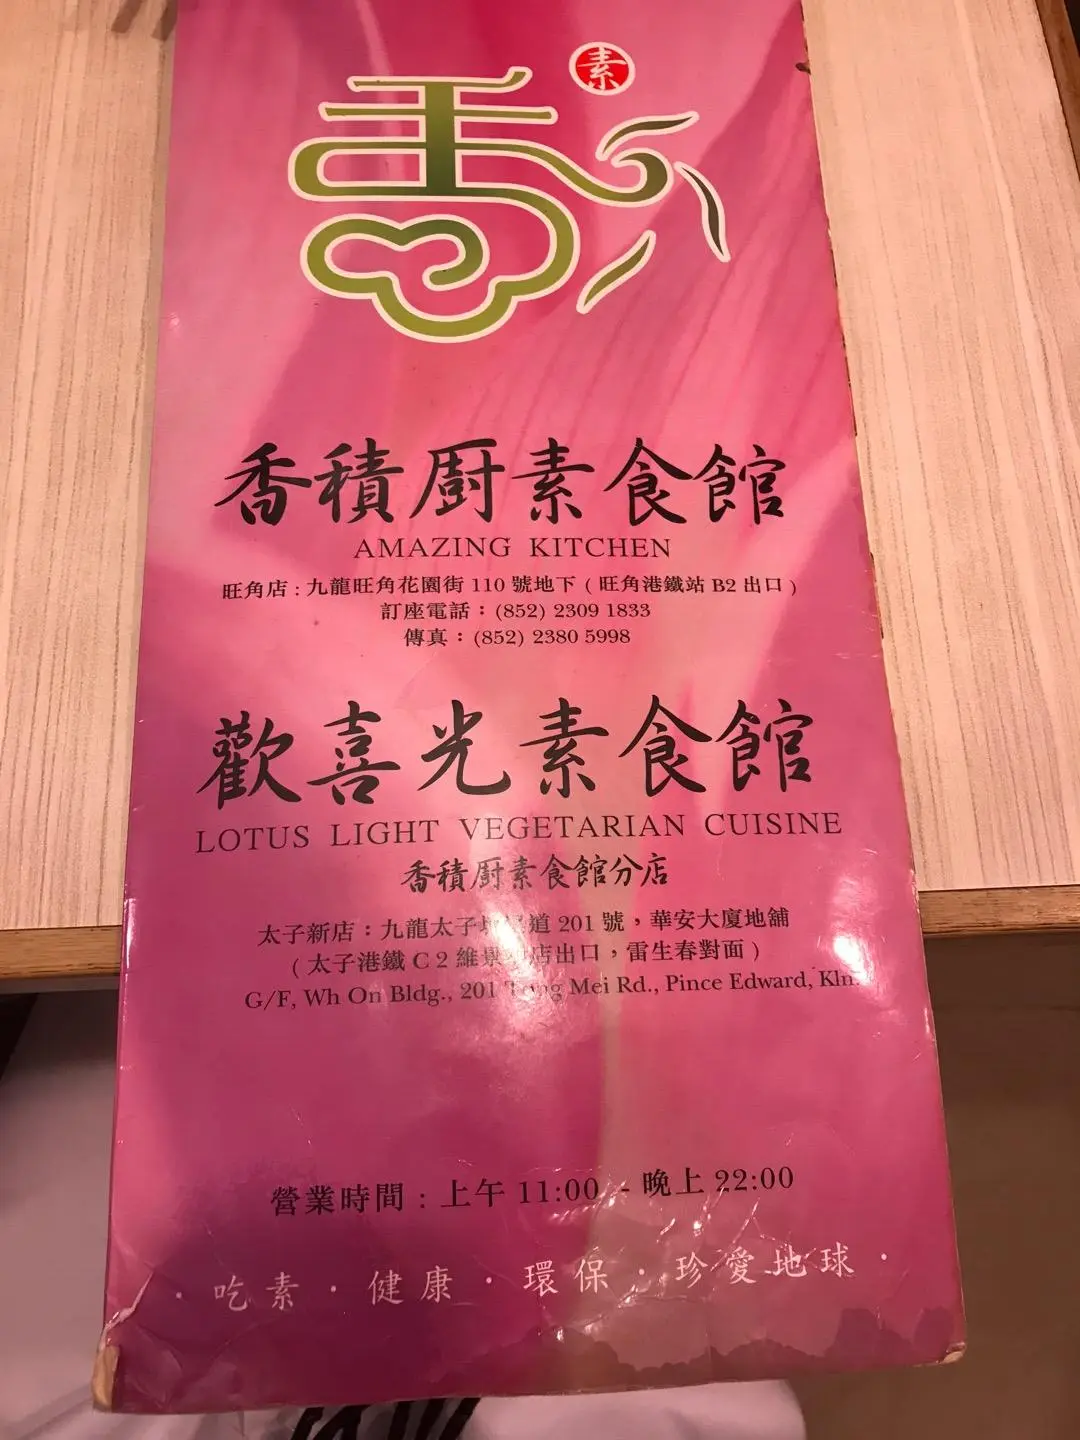 素
香積廚素食館
AMAZING KITCHEN
旺角店：九龍旺角花園街 110 號地下 ( 旺角港鐵站 B2 出口 )
訂座電話：(852) 2309 1833
傳真：(852) 2380 5998
歡喜光素食館
LOTUS LIGHT VEGETARIAN CUISINE
香積廚素食館分店
太子新店：九龍太子 道 201 號，華安大廈地舖
( 太子港鐵 C 2 維景 店出口，雷生春對面 )
G/F, Wh On Bldg., 201 Mei Rd., Pince Edward, Kln.
營業時間：上午 11:00 - 晚上 22:00
· 吃素 · 健康 · 環保 · 珍愛地球 ·